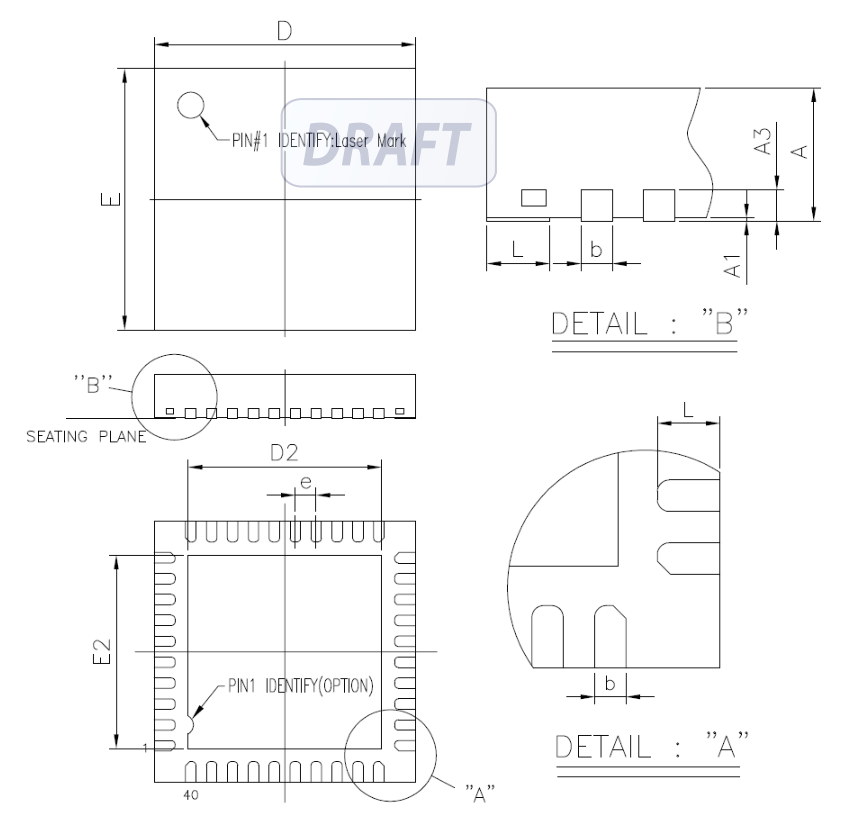 D
PIN#1 IDENTIFY:Laser Mark
DRAFT
E
A3
A
L
b
A1
DETAIL : "B"
"B"
SEATING PLANE
D2
e
L
E2
PIN1 IDENTIFY(OPTION)
b
1
40
"A"
DETAIL : "A"